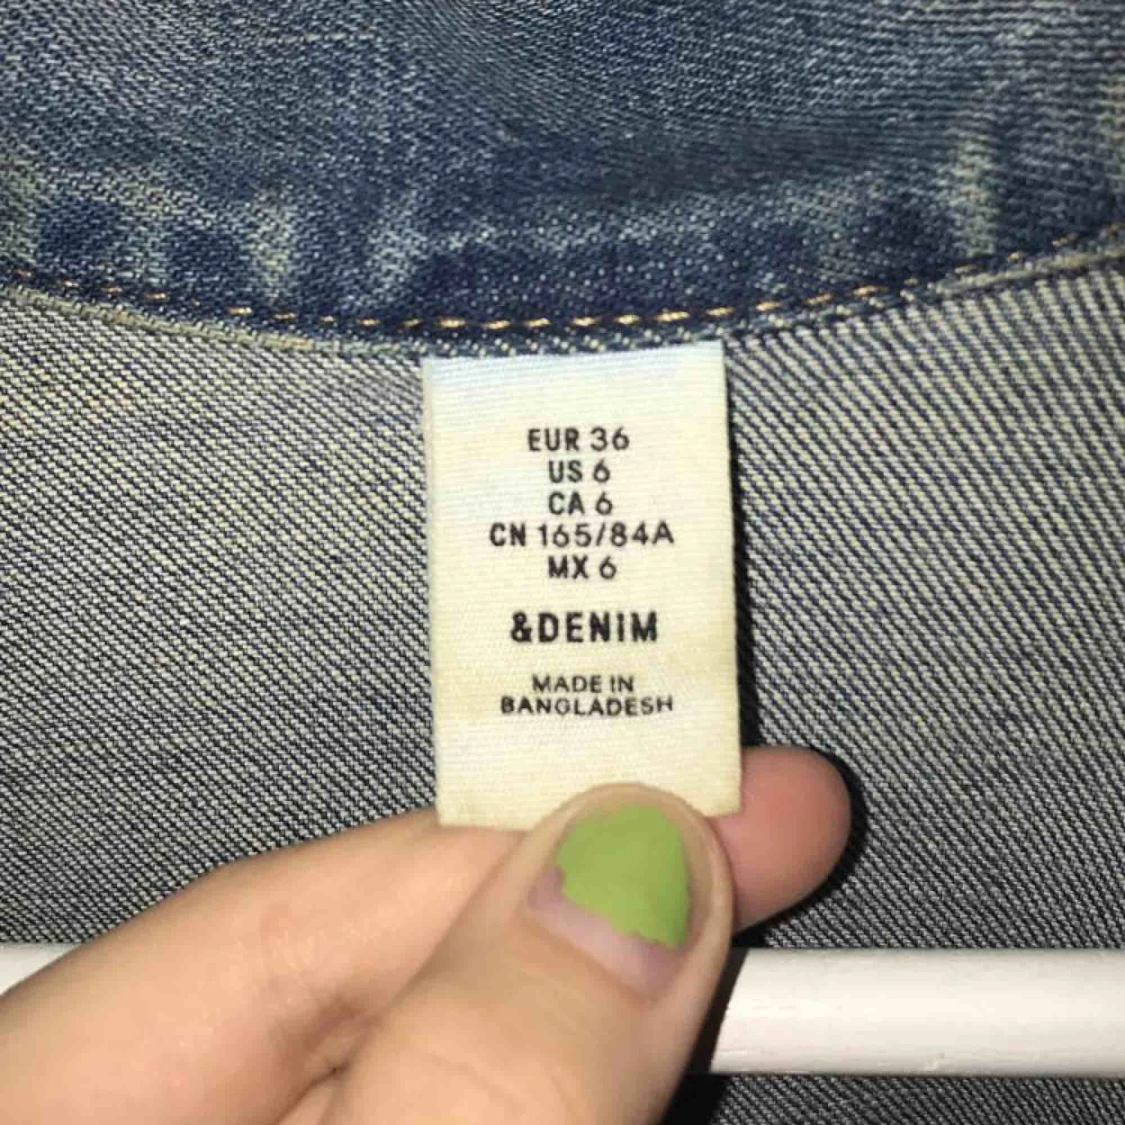 EUR 36
US 6
CA 6
CN 165/84A
MX 6
&DENIM
MADE IN
BANGLADESH